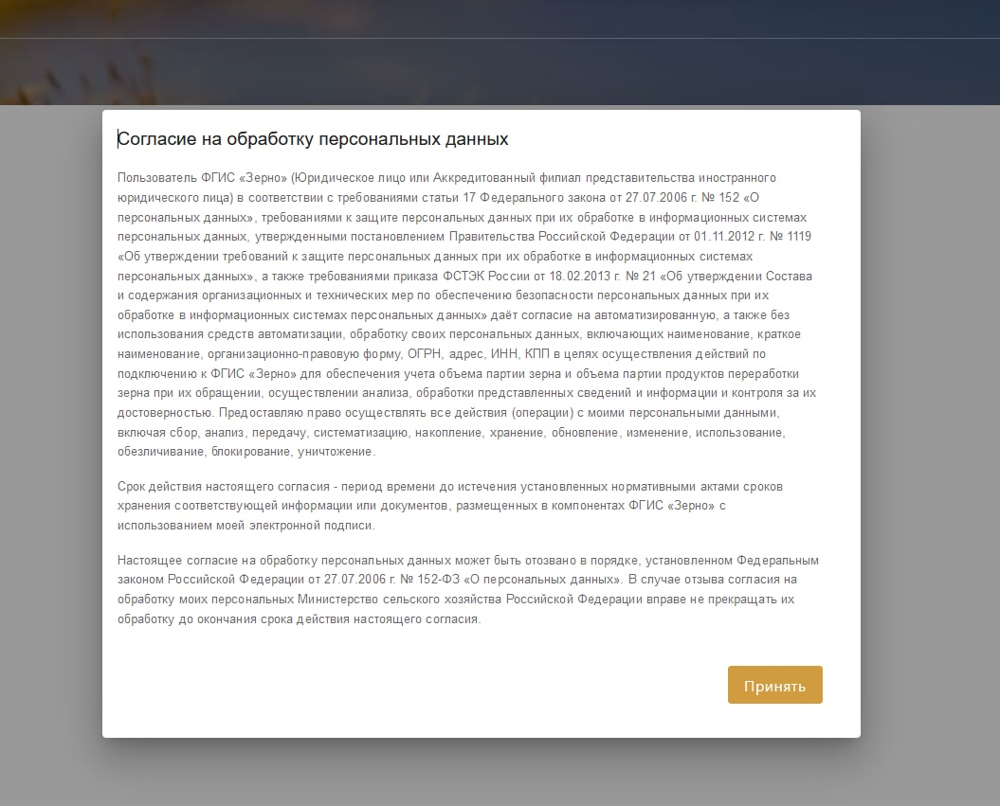 Согласие на обработку персональных данных
Пользователь ФГИС «Зерно» (Юридическое лицо или Аккредитованный филиал представительства иностранного
юридического лица) в соответствии с требованиями статьи 17 Федерального закона от 27.07.2006 г. № 152 «О
персональных данных», требованиями к защите персональных данных при их обработке в информационных системах
персональных данных, утвержденными постановлением Правительства Российской Федерации от 01.11.2012 г. № 1119
«Об утверждении требований к защите персональных данных при их обработке в информационных системах
персональных данных», а также требованиями приказа ФСТЭК России от 18.02.2013 г. № 21 «Об утверждении Состава
и содержания организационных и технических мер по обеспечению безопасности персональных данных при их
обработке в информационных системах персональных данных» даёт согласие на автоматизированную, а также без
использования средств автоматизации, обработку своих персональных данных, включающих наименование, краткое
наименование, организационно-правовую форму, ОГРН, адрес, ИНН, КПП в целях осуществления действий по
подключению к ФГИС «Зерно» для обеспечения учета объема партии зерна и объема партии продуктов переработки
зерна при их обращении, осуществлении анализа, обработки представленных сведений и информации и контроля за их
достоверностью. Предоставляю право осуществлять все действия (операции) с моими персональными данными,
включая сбор, анализ, передачу, систематизацию, накопление, хранение, обновление, изменение, использование,
обезличивание, блокирование, уничтожение.
Срок действия настоящего согласия - период времени до истечения установленных нормативными актами сроков
хранения соответствующей информации или документов, размещенных в компонентах ФГИС «Зерно» с
использованием моей электронной подписи.
Настоящее согласие на обработку персональных данных может быть отозвано в порядке, установленном Федеральным
законом Российской Федерации от 27.07.2006 г. № 152-ФЗ «О персональных данных». В случае отзыва согласия на
обработку моих персональных Министерство сельского хозяйства Российской Федерации вправе не прекращать их
обработку до окончания срока действия настоящего согласия.
Принять